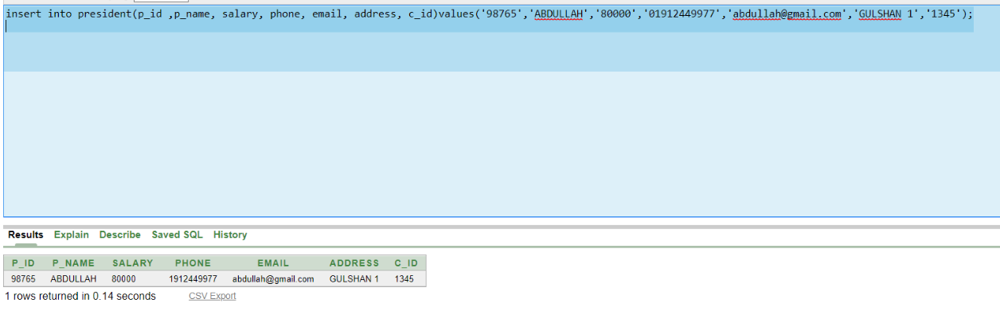 insert into president(p_id ,p_name, salary, phone, email, address, c_id)values('98765','ABDULLAH','80000','01912449977','abdullah@gmail.com','GULSHAN 1','1345');
Results Explain Describe Saved SQL History
P_ID P_NAME SALARY PHONE EMAIL ADDRESS C_ID
98765 ABDULLAH 80000 1912449977 abdullah@gmail.com GULSHAN 1 1345
1 rows returned in 0.14 seconds CSV Export